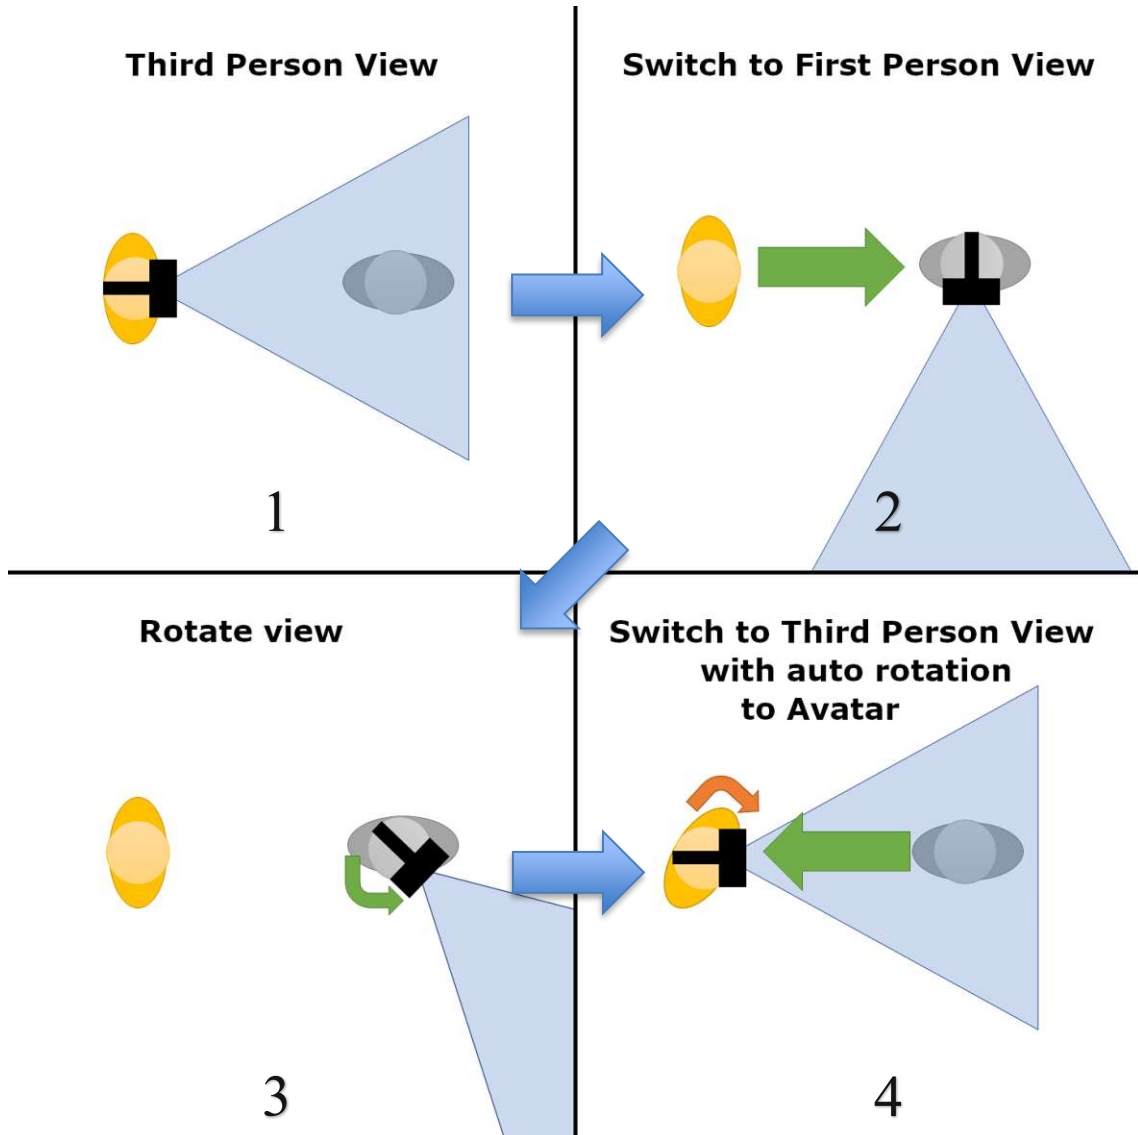 Third Person View
1
Switch to First Person View
2
Rotate view
3
Switch to Third Person View
with auto rotation
to Avatar
4